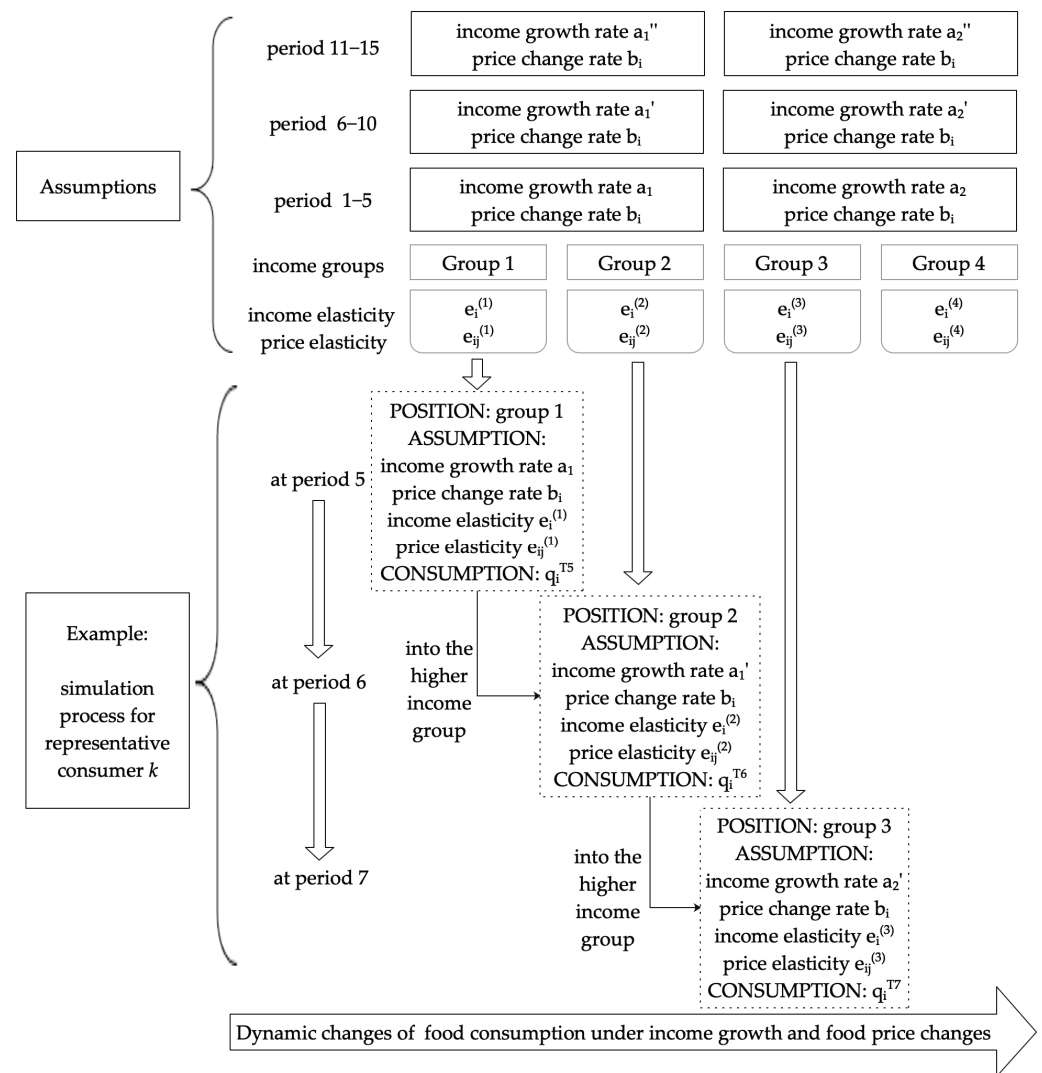 period 11–15
income growth rate a₁''
price change rate bᵢ
income growth rate a₂''
price change rate bᵢ
period 6–10
income growth rate a₁'
price change rate bᵢ
income growth rate a₂'
price change rate bᵢ
Assumptions
period 1–5
income growth rate a₁
price change rate bᵢ
income growth rate a₂
price change rate bᵢ
income groups
Group 1
Group 2
Group 3
Group 4
income elasticity
price elasticity
eᵢ⁽¹⁾
eᵢⱼ⁽¹⁾
eᵢ⁽²⁾
eᵢⱼ⁽²⁾
eᵢ⁽³⁾
eᵢⱼ⁽³⁾
eᵢ⁽⁴⁾
eᵢⱼ⁽⁴⁾
Example:
simulation
process for
representative
consumer k
at period 5
POSITION: group 1
ASSUMPTION:
income growth rate a₁
price change rate bᵢ
income elasticity eᵢ⁽¹⁾
price elasticity eᵢⱼ⁽¹⁾
CONSUMPTION: qᵢᵀ⁵
into the
higher
income
group
at period 6
POSITION: group 2
ASSUMPTION:
income growth rate a₁'
price change rate bᵢ
income elasticity eᵢ⁽²⁾
price elasticity eᵢⱼ⁽²⁾
CONSUMPTION: qᵢᵀ⁶
into the
higher
income
group
at period 7
POSITION: group 3
ASSUMPTION:
income growth rate a₂'
price change rate bᵢ
income elasticity eᵢ⁽³⁾
price elasticity eᵢⱼ⁽³⁾
CONSUMPTION: qᵢᵀ⁷
Dynamic changes of food consumption under income growth and food price changes